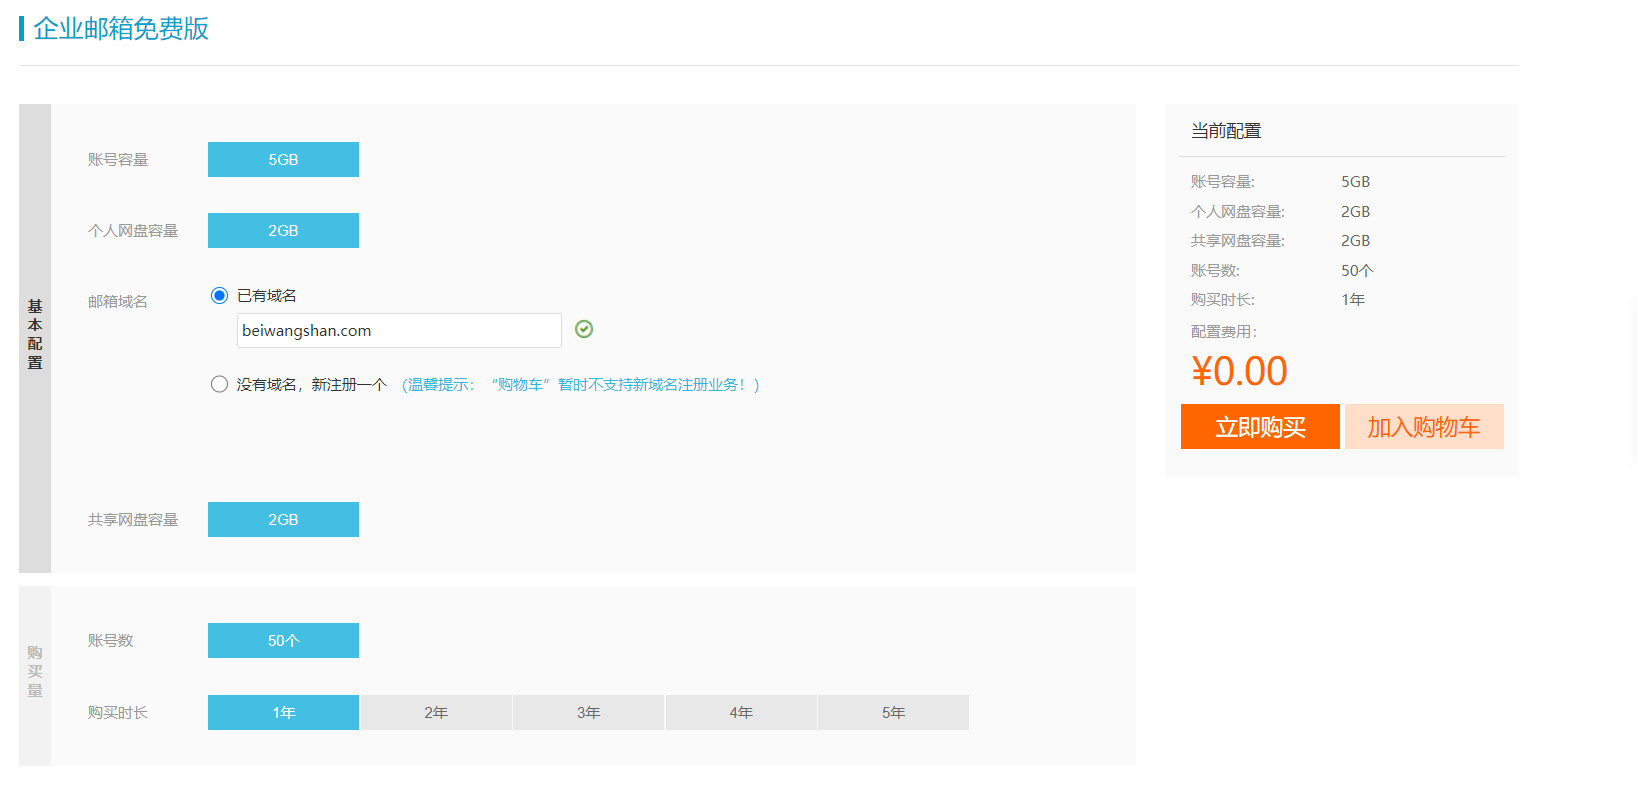 企业邮箱免费版
基本配置
账号容量 5GB
个人网盘容量 2GB
邮箱域名 已有域名
beiwangshan.com
没有域名，新注册一个 （温馨提示：“购物车”暂时不支持新域名注册业务！）
共享网盘容量 2GB
购买量
账号数 50个
购买时长 1年 2年 3年 4年 5年
当前配置
账号容量: 5GB
个人网盘容量: 2GB
共享网盘容量: 2GB
账号数: 50个
购买时长: 1年
配置费用：
¥0.00
立即购买 加入购物车